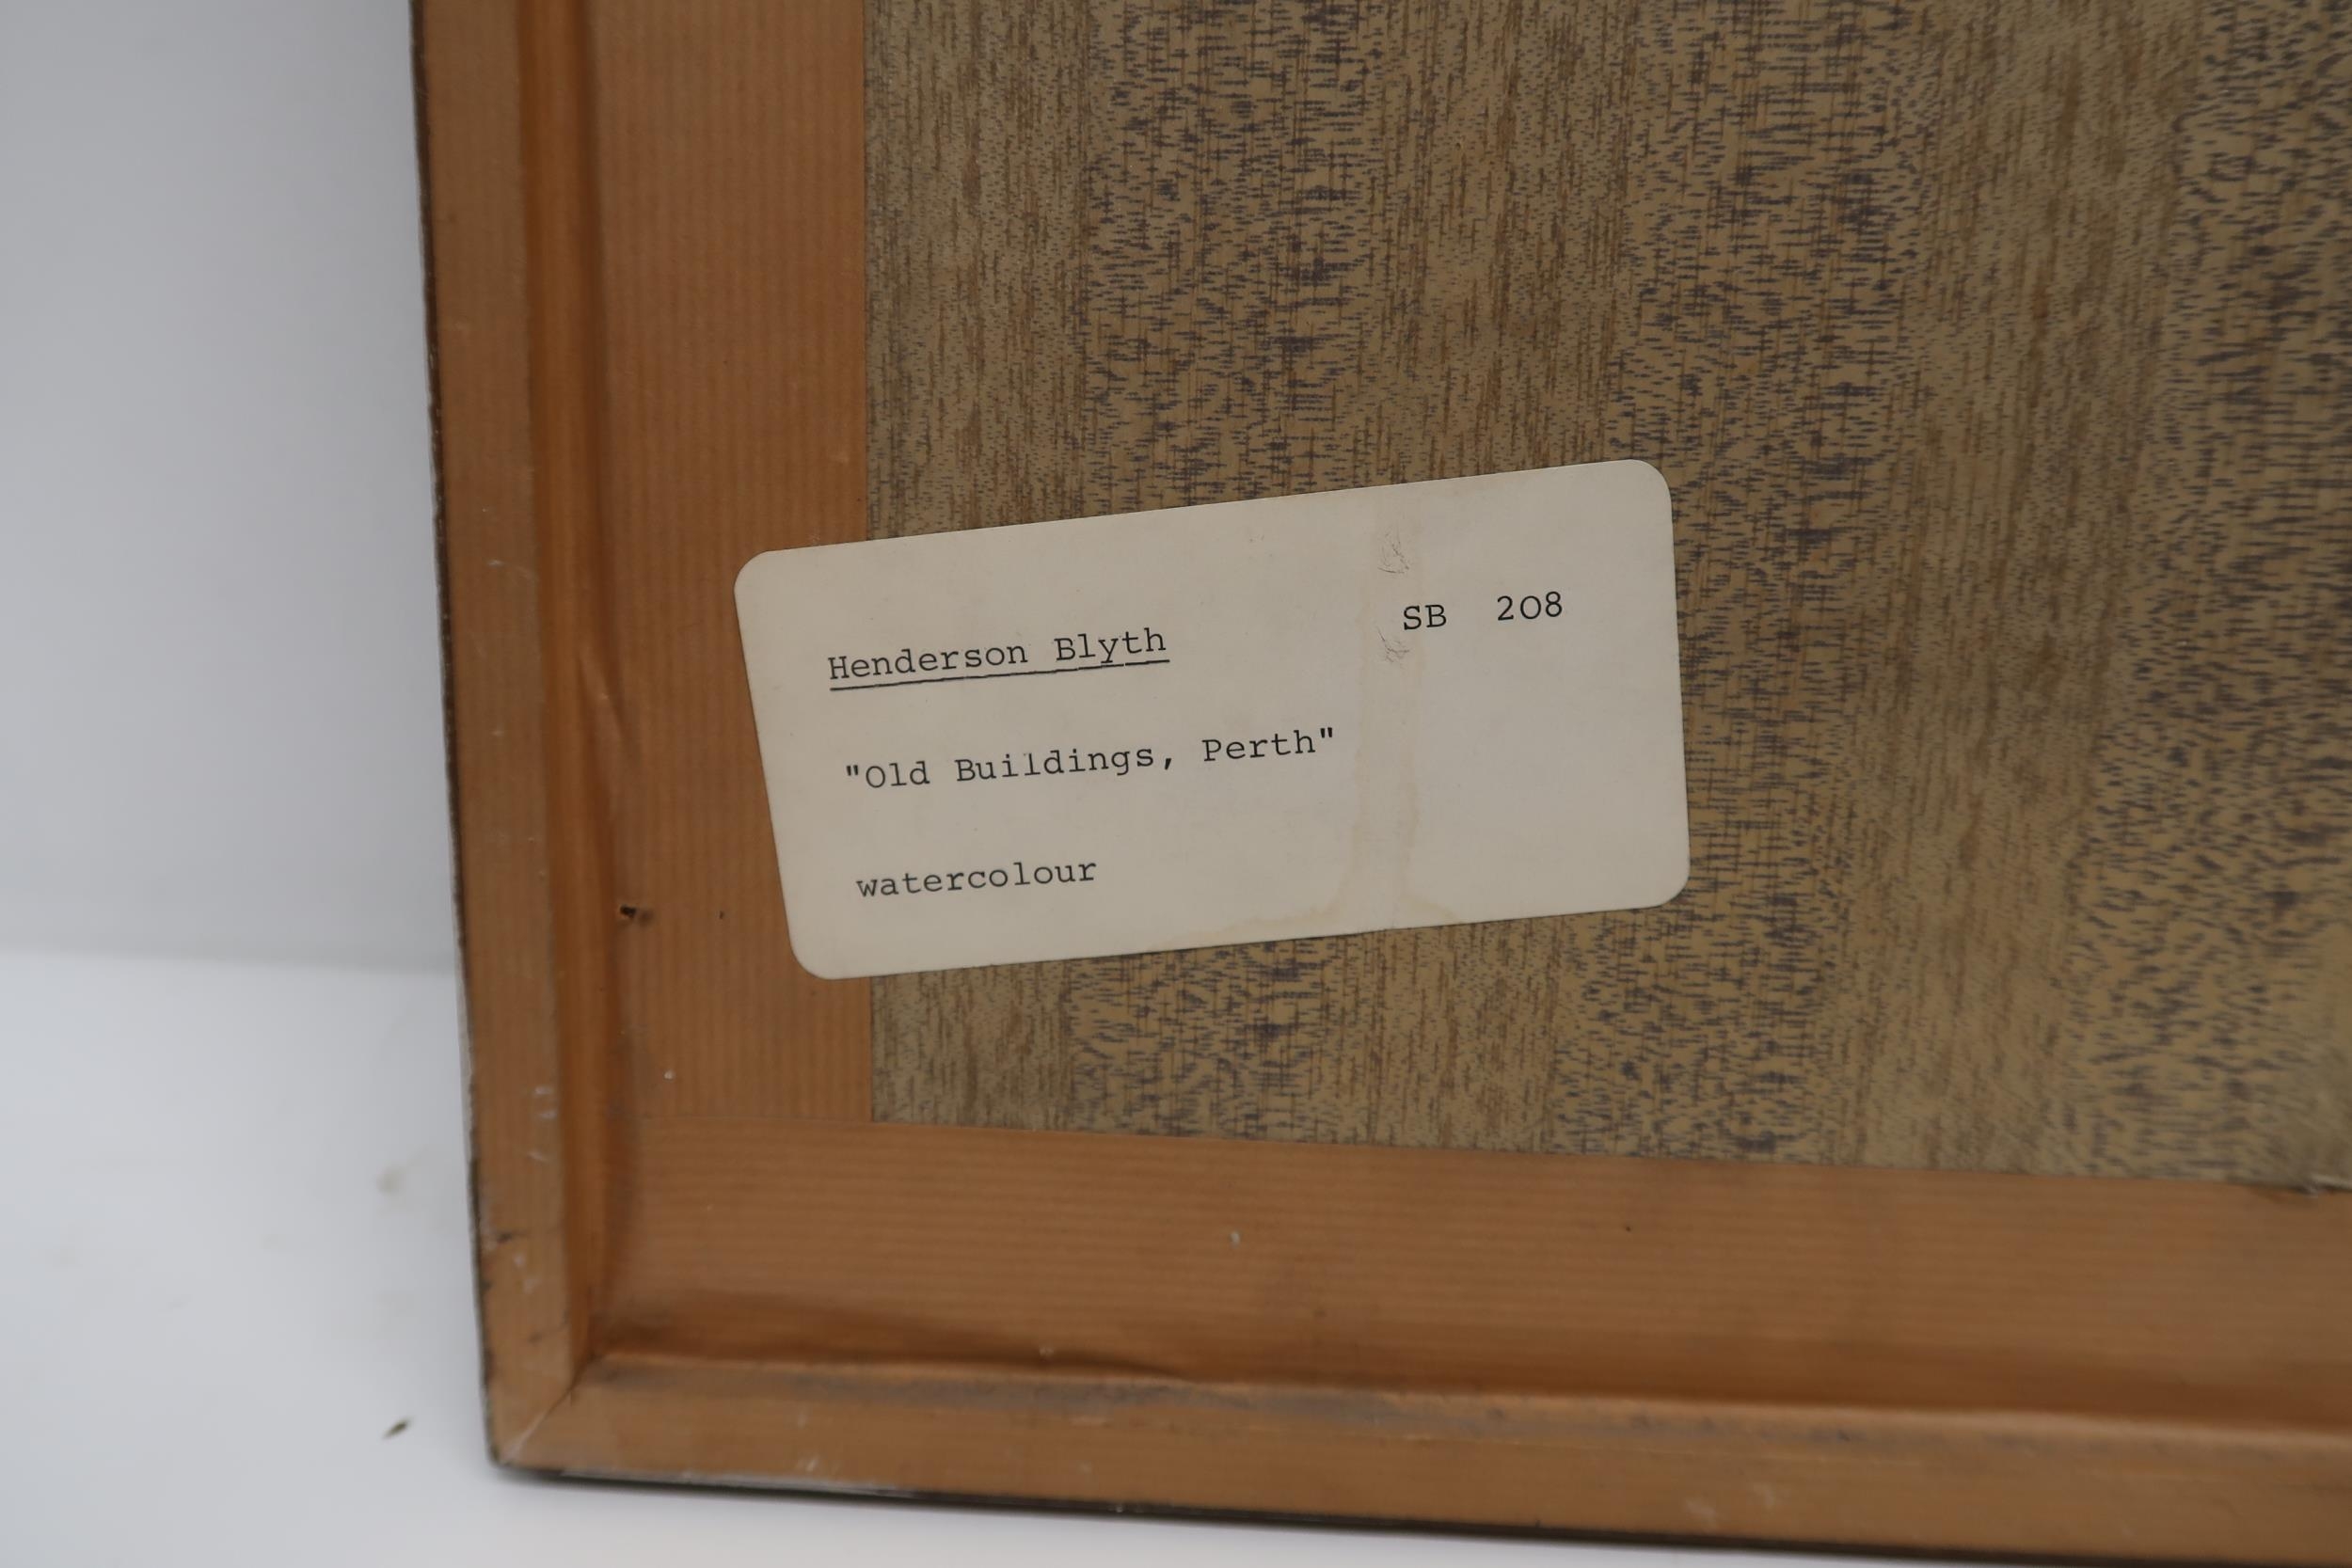 Henderson Blyth SB 208
"Old Buildings, Perth"
watercolour